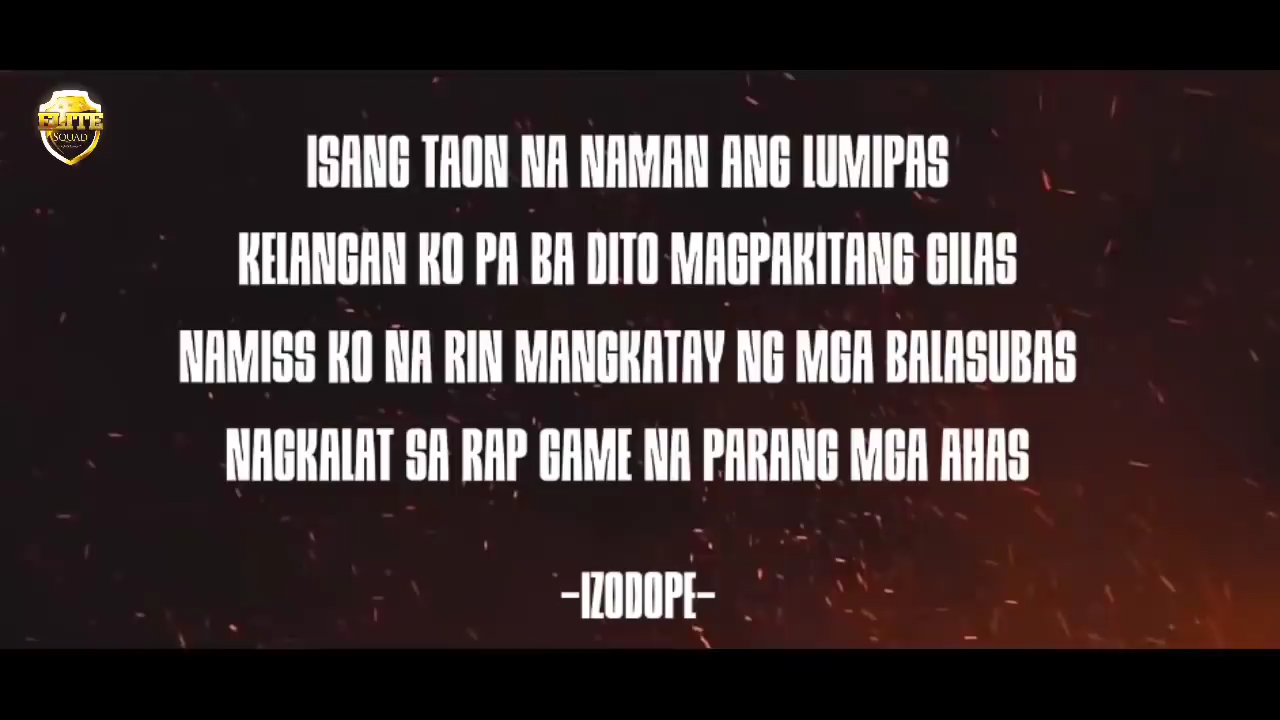 ELITE
SQUAD
ISANG TAON NA NAMAN ANG LUMIPAS
KELANGAN KO PA BA DITO MAGPAKITANG GILAS
NAMISS KO NA RIN MANGKATAY NG MGA BALASUBAS
NAGKALAT SA RAP GAME NA PARANG MGA AHAS
-IZODOPE-